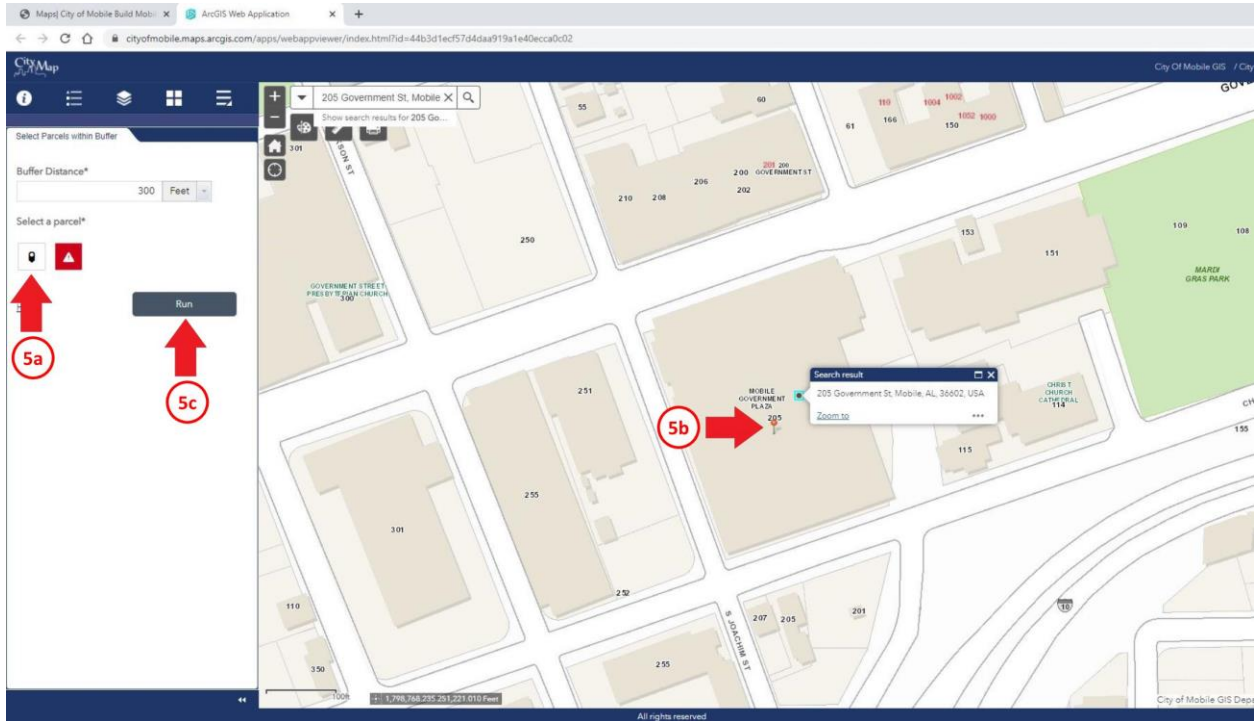 Maps| City of Mobile Build Mobi
ArcGIS Web Application
cityofmobile.maps.arcgis.com/apps/webappviewer/index.html?id=44b3d1ecf57d4daa919a1e40ecca0c02
City Map
City Of Mobile GIS / City
Select Parcels within Buffer
Buffer Distance*
300 Feet
Select a parcel*
Run
5a
5c
205 Government St, Mobile
Show search results for 205 Go...
301
SON ST
55
60
61
110
1004
1002
166
150
1052
1000
201
200
GOVERNMENT ST
206
200
202
210
208
250
153
151
109
108
MARDI
GRAS PARK
GOVERNMENT STREET
PRESBYTERIAN CHURCH
300
251
MOBILE
GOVERNMENT
PLAZA
205
5b
Search result
205 Government St, Mobile, AL, 36602, USA
Zoom to
CHRIST
CHURCH
CATHEDRAL
114
CH
155
115
255
301
252
110
207
205
201
S JOACHIM ST
10
350
255
100ft
1,798,768.235 251,221.010 Feet
City of Mobile GIS Dep
All rights reserved